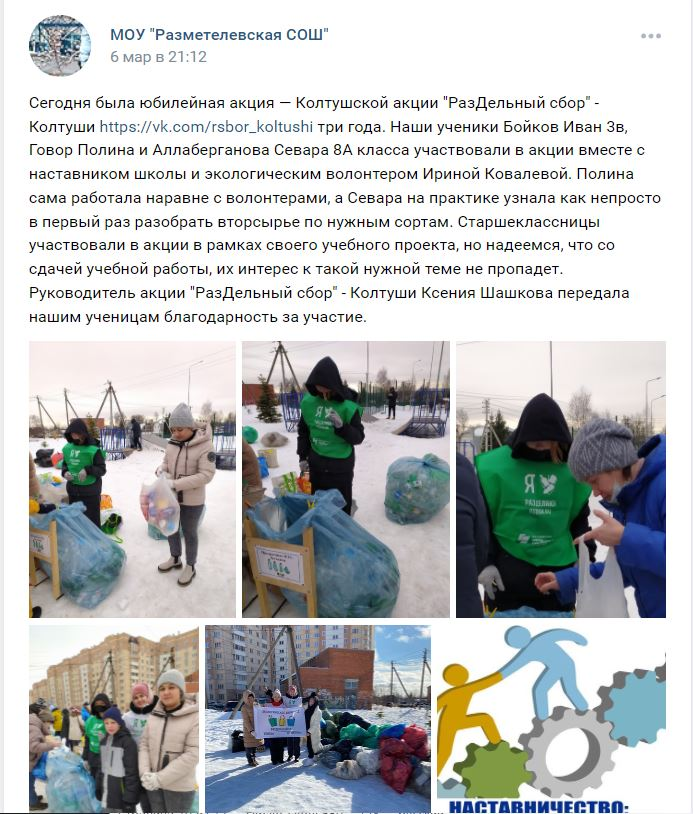 МОУ "Разметелевская СОШ"
6 мар в 21:12
Сегодня была юбилейная акция — Колтушской акции "РазДельный сбор" -
Колтуши https://vk.com/rsbor_koltushi три года. Наши ученики Бойков Иван 3в,
Говор Полина и Аллаберганова Севара 8А класса участвовали в акции вместе с
наставником школы и экологическим волонтером Ириной Ковалевой. Полина
сама работала наравне с волонтерами, а Севара на практике узнала как непросто
в первый раз разобрать вторсырье по нужным сортам. Старшеклассницы
участвовали в акции в рамках своего учебного проекта, но надеемся, что со
сдачей учебной работы, их интерес к такой нужной теме не пропадет.
Руководитель акции "РазДельный сбор" - Колтуши Ксения Шашкова передала
нашим ученицам благодарность за участие.
Я
Я
Я
РАЗДЕЛЯЮ
НАСТАВНИЧЕСТВО: